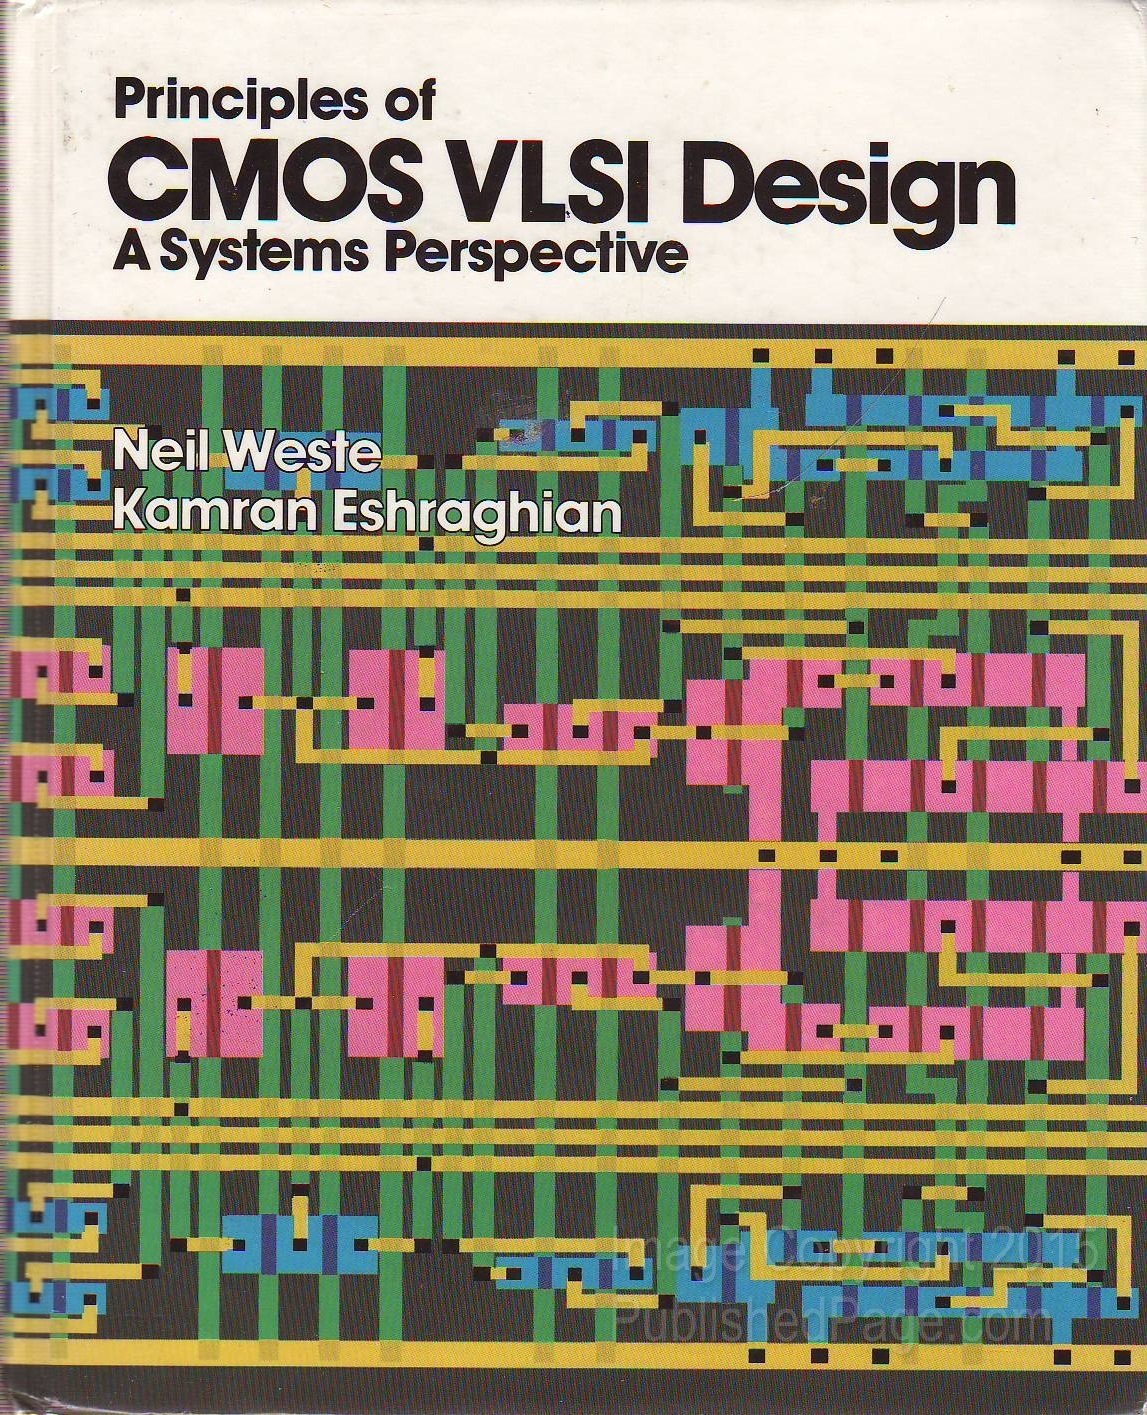 Principles of
CMOS VLSI Design
A Systems Perspective
Neil Weste
Kamran Eshraghian
Image Copyright 2015
PublishedPage.com